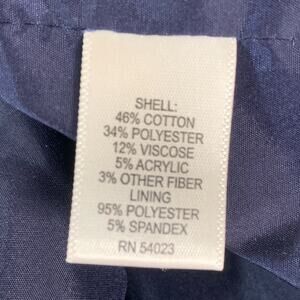 SHELL:
46% COTTON
34% POLYESTER
12% VISCOSE
5% ACRYLIC
3% OTHER FIBER
LINING
95% POLYESTER
5% SPANDEX
RN 54023